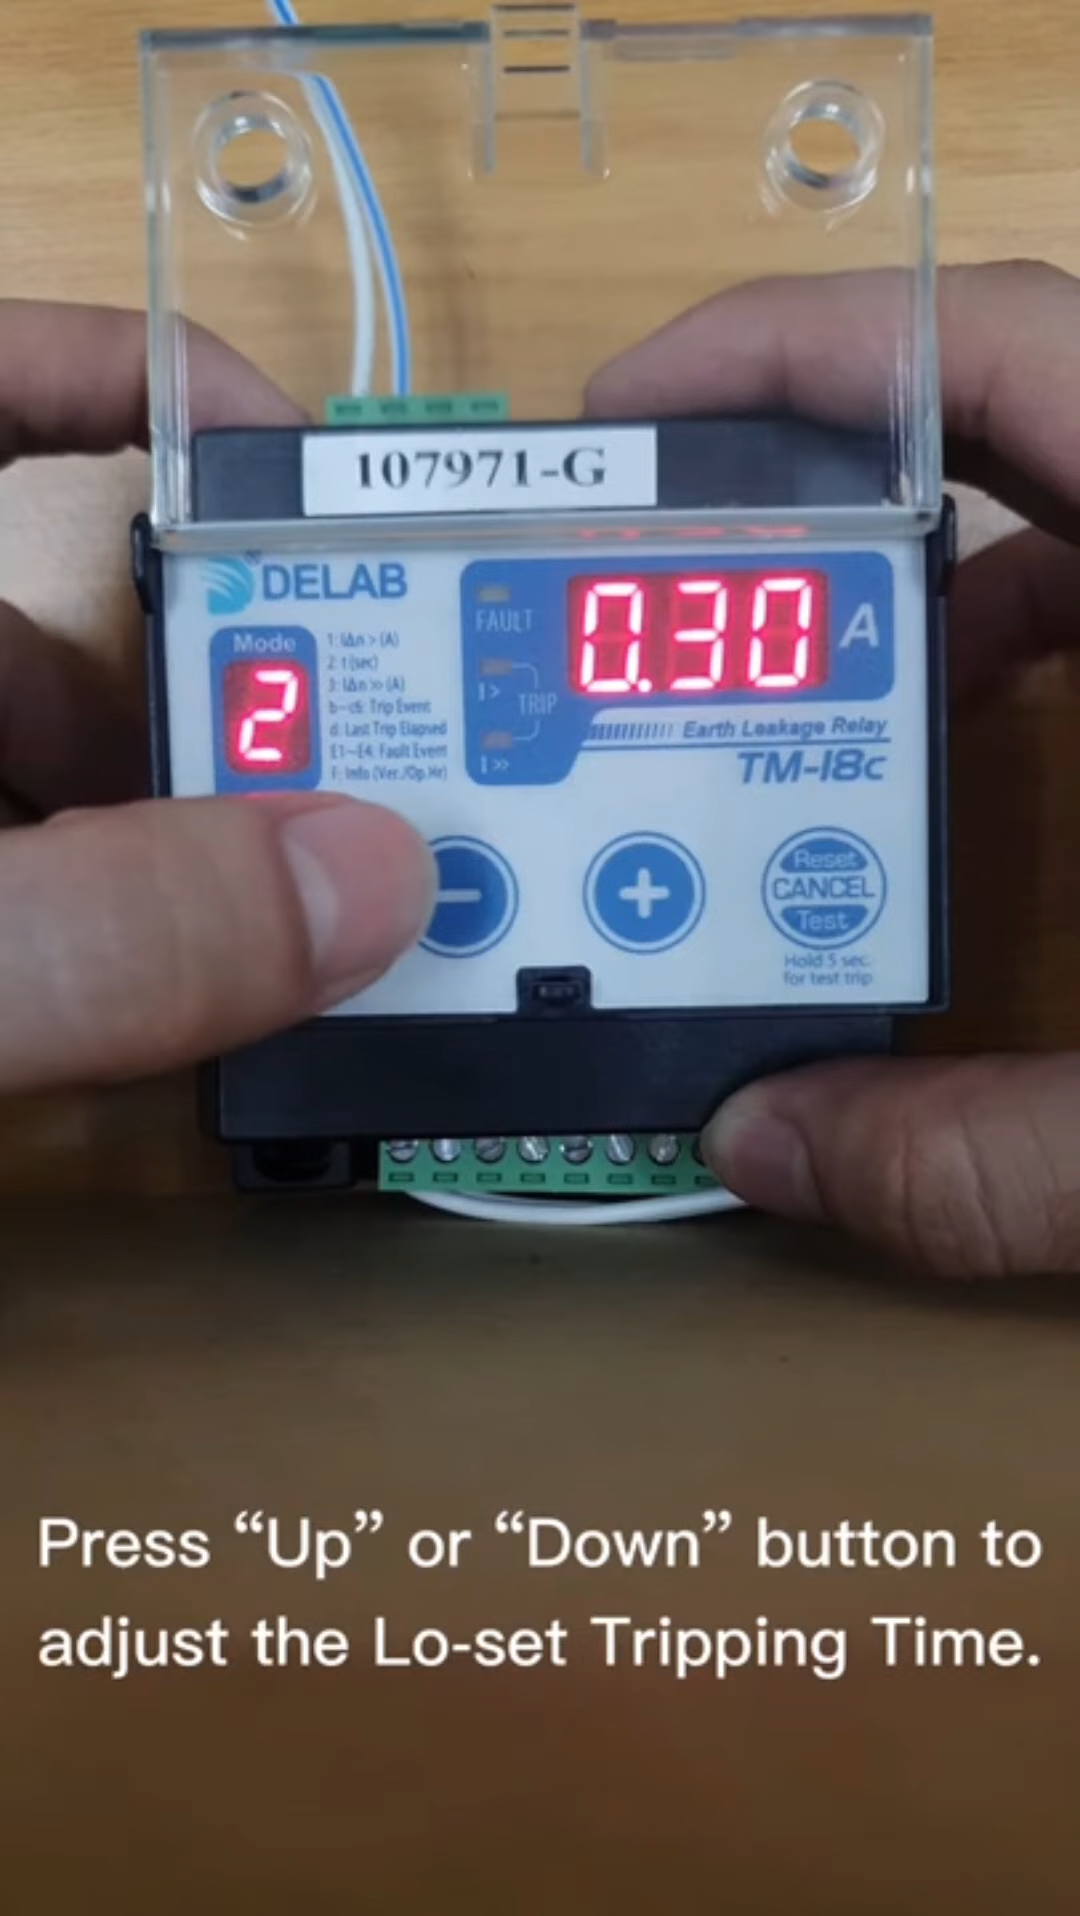 107971-G
DELAB
Mode
2
1: IΔn > (A)
2: t (sec)
3: IΔn >> (A)
b~c6: Trip Event
d: Last Trip Elapsed
E1~E4: Fault Event
F: Info (Ver./Op. Hr)
FAULT
I>
TRIP
I>>
0.30
A
Earth Leakage Relay
TM-18c
−
+
Reset
CANCEL
Test
Hold 5 sec.
for test trip
Press “Up” or “Down” button to
adjust the Lo-set Tripping Time.